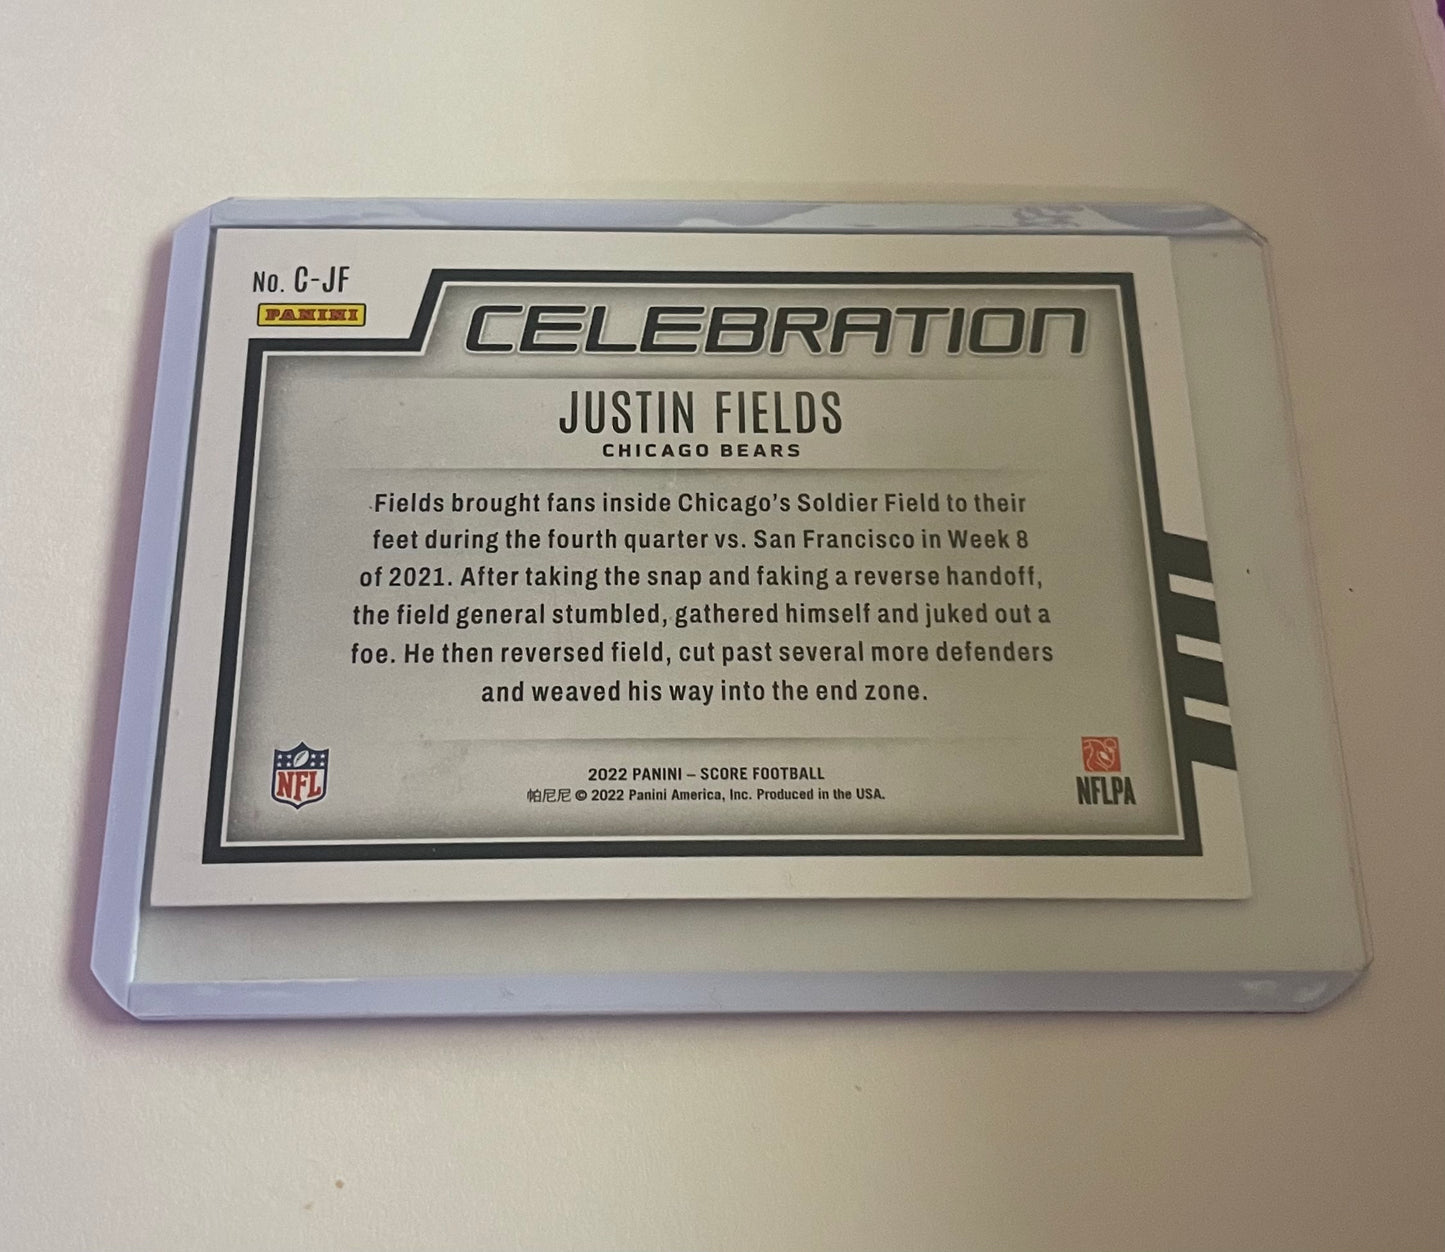 No. C-JF
PANINI
CELEBRATION
JUSTIN FIELDS
CHICAGO BEARS
Fields brought fans inside Chicago's Soldier Field to their
feet during the fourth quarter vs. San Francisco in Week 8
of 2021. After taking the snap and faking a reverse handoff,
the field general stumbled, gathered himself and juked out a
foe. He then reversed field, cut past several more defenders
and weaved his way into the end zone.
NFL
2022 PANINI – SCORE FOOTBALL
帕尼尼 © 2022 Panini America, Inc. Produced in the USA.
NFLPA